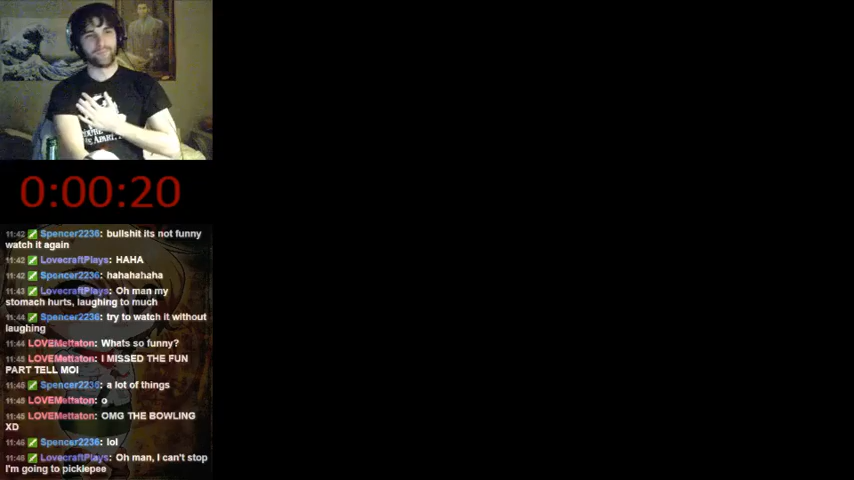 0:00:20
11:42 Spencer2236: bullshit its not funny
watch it again
11:42 LovecraftPlays: HAHA
11:42 Spencer2236: hahahahaha
11:43 LovecraftPlays: Oh man my
stomach hurts, laughing to much
11:44 Spencer2236: try to watch it without
laughing
11:44 LOVEMettaton: Whats so funny?
11:45 LOVEMettaton: I MISSED THE FUN
PART TELL MOI
11:45 Spencer2236: a lot of things
11:45 LOVEMettaton: o
11:45 LOVEMettaton: OMG THE BOWLING
XD
11:46 Spencer2236: lol
11:46 LovecraftPlays: Oh man, I can't stop
I'm going to picklepee